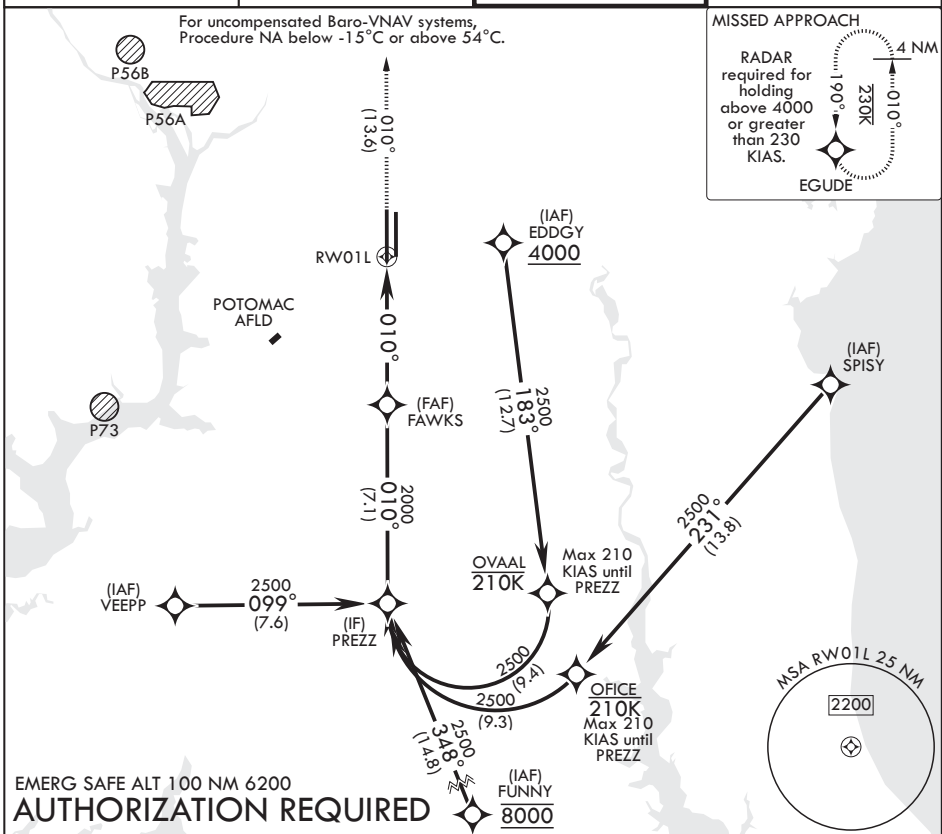 For uncompensated Baro-VNAV systems,
Procedure NA below -15°C or above 54°C.
MISSED APPROACH
RADAR
required for
holding
above 4000
or greater
than 230
KIAS.
4 NM
190°
230K
010°
EGUDE
P56B
P56A
010°
(13.6)
RW01L
(IAF)
EDDGY
4000
POTOMAC
AFLD
010°
(IAF)
SPISY
P73
(FAF)
FAWKS
2500
183°
(12.7)
2000
010°
(7.1)
2500
231°
(13.8)
OVAAL
210K
Max 210
KIAS until
PREZZ
(IAF)
VEEPP
2500
099°
(7.6)
(IF)
PREZZ
2500
(9.4)
2500
(9.3)
OFICE
210K
Max 210
KIAS until
PREZZ
MSA RW01L 25 NM
2200
2500
348°
(14.8)
(IAF)
FUNNY
8000
EMERG SAFE ALT 100 NM 6200
AUTHORIZATION REQUIRED